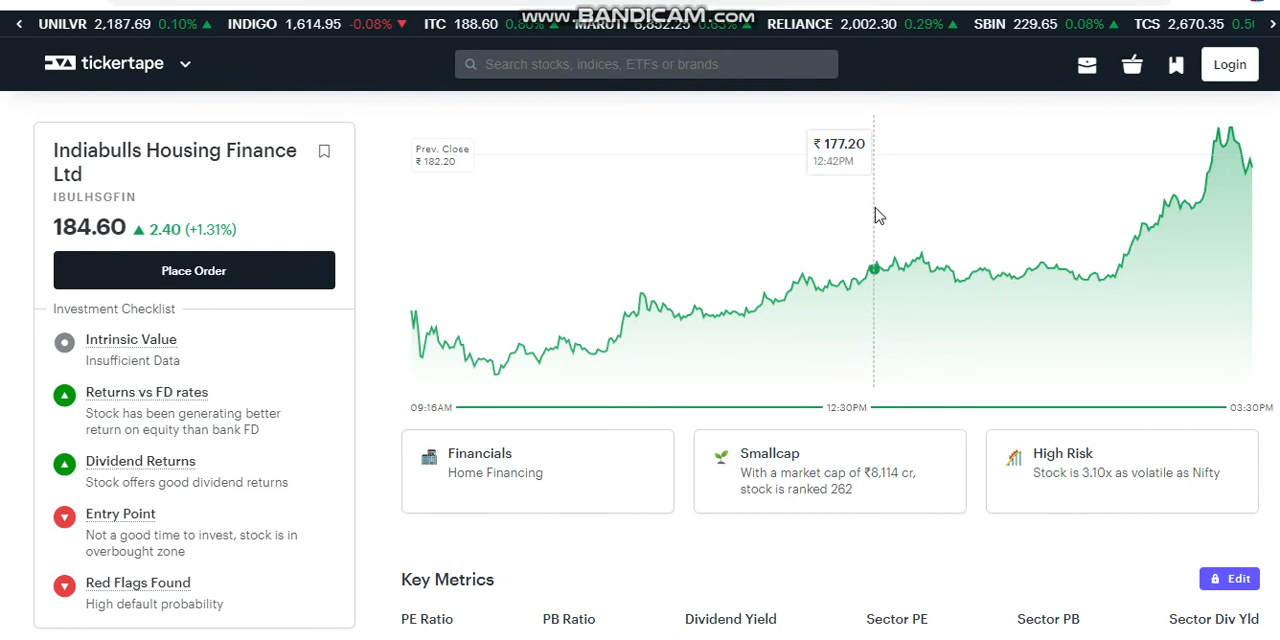 www.BANDICAM.com
UNILVR 2,187.69 0.10% INDIGO 1,614.95 -0.08% ITC 188.60 RELIANCE 2,002.30 0.29% SBIN 229.65 0.08% TCS 2,670.35
tickertape
Search stocks, indices, ETFs or brands
Login
Indiabulls Housing Finance
Ltd
IBULHSGFIN
184.60 2.40 (+1.31%)
Place Order
Investment Checklist
Intrinsic Value
Insufficient Data
Returns vs FD rates
Stock has been generating better
return on equity than bank FD
Dividend Returns
Stock offers good dividend returns
Entry Point
Not a good time to invest, stock is in
overbought zone
Red Flags Found
High default probability
Prev. Close
₹ 182.20
₹ 177.20
12:42PM
09:16AM 12:30PM 03:30PM
Financials
Home Financing
Smallcap
With a market cap of ₹8,114 cr,
stock is ranked 262
High Risk
Stock is 3.10x as volatile as Nifty
Key Metrics
Edit
PE Ratio PB Ratio Dividend Yield Sector PE Sector PB Sector Div Yld